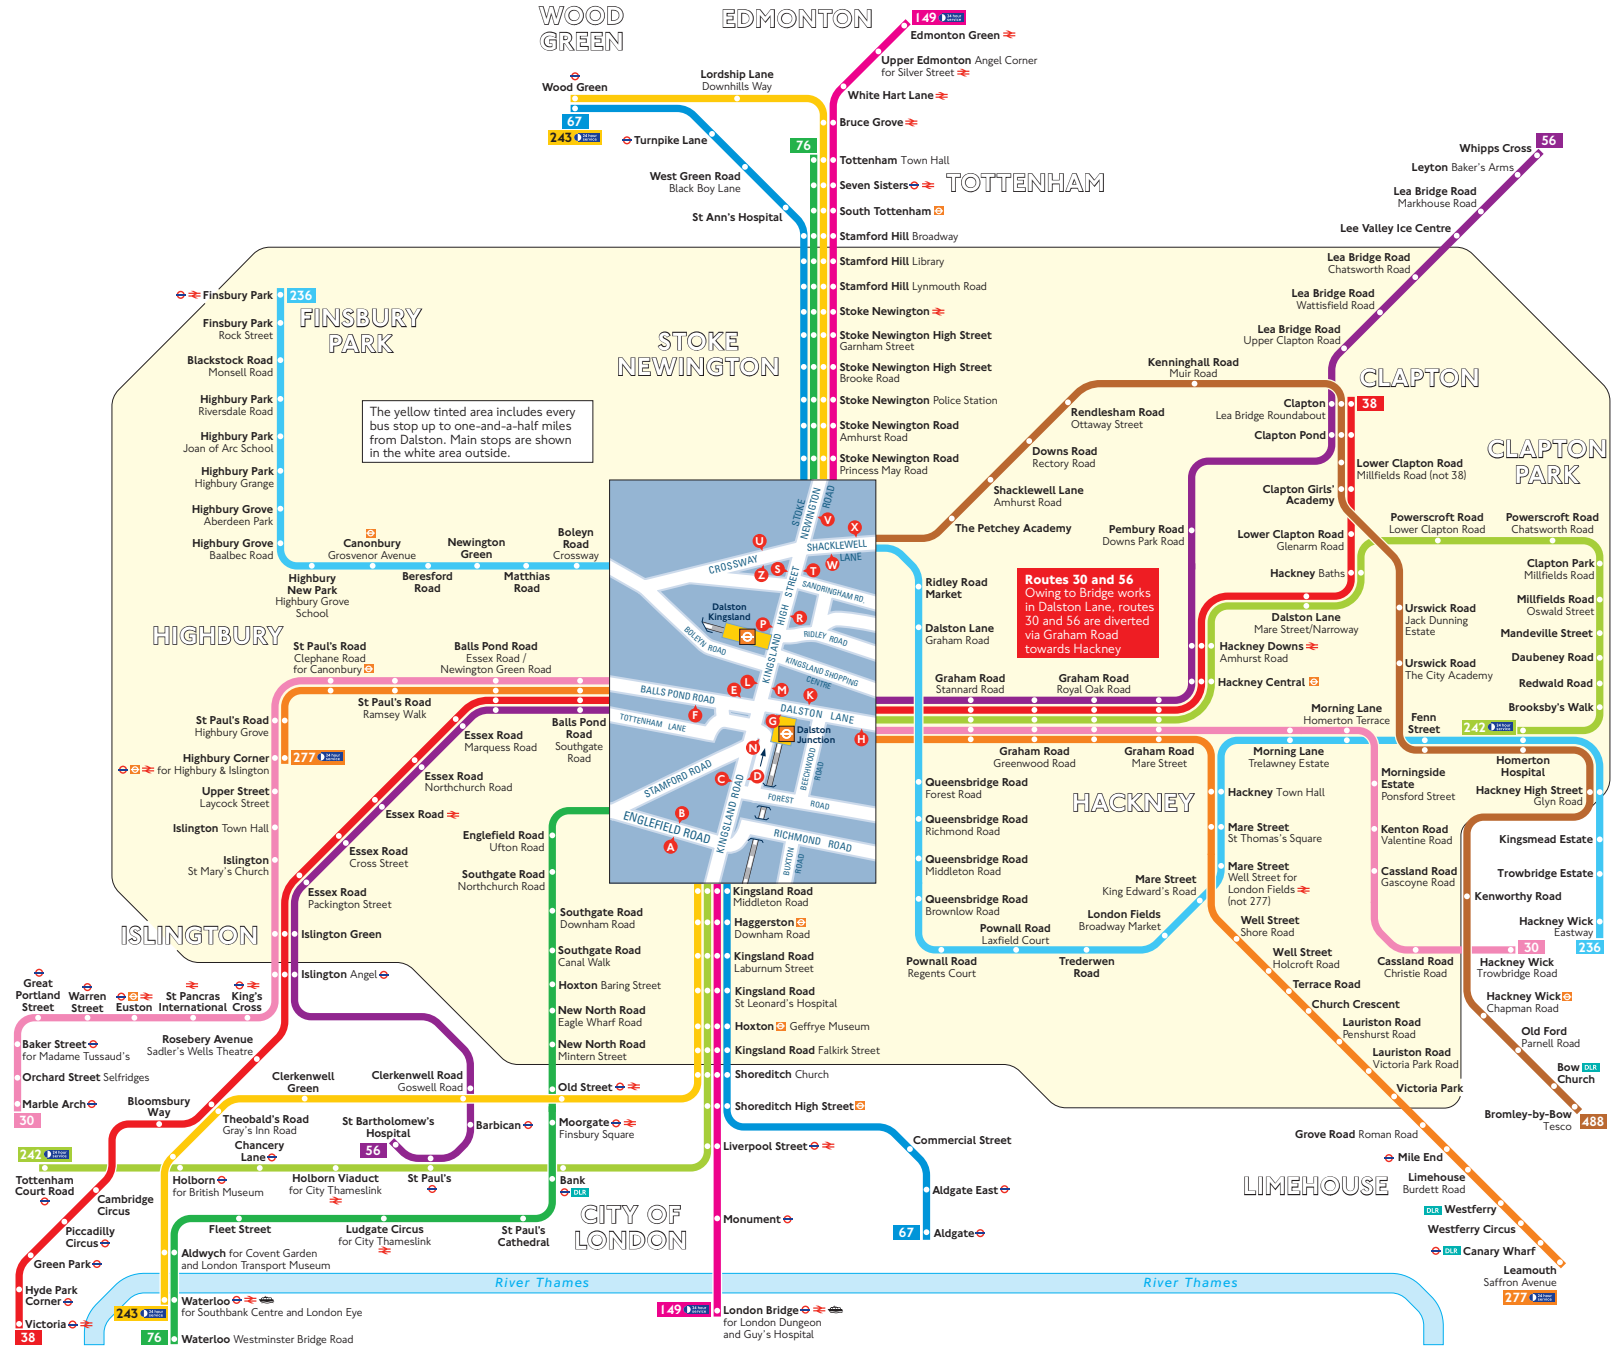 WOOD
GREEN
EDMONTON
149 24 hour service
Edmonton Green
Upper Edmonton Angel Corner
for Silver Street
White Hart Lane
Bruce Grove
Wood Green
67
243 24 hour service
Lordship Lane
Downhills Way
Turnpike Lane
West Green Road
Black Boy Lane
St Ann's Hospital
76
Tottenham Town Hall
Seven Sisters
TOTTENHAM
South Tottenham
Stamford Hill Broadway
Stamford Hill Library
Stamford Hill Lynmouth Road
Stoke Newington
Stoke Newington High Street
Garnham Street
Stoke Newington High Street
Brooke Road
Stoke Newington Police Station
Stoke Newington Road
Amhurst Road
Stoke Newington Road
Princess May Road
STOKE
NEWINGTON
56
Whipps Cross
Leyton Baker's Arms
Lea Bridge Road
Markhouse Road
Lee Valley Ice Centre
Lea Bridge Road
Chatsworth Road
Lea Bridge Road
Wattisfield Road
Lea Bridge Road
Upper Clapton Road
Kenninghall Road
Muir Road
CLAPTON
Clapton
Lea Bridge Roundabout
38
Clapton Pond
Rendlesham Road
Ottaway Street
Downs Road
Rectory Road
Shacklewell Lane
Amhurst Road
The Petchey Academy
Lower Clapton Road
Millfields Road (not 38)
Clapton Girls'
Academy
CLAPTON
PARK
Pembury Road
Downs Park Road
Lower Clapton Road
Glenarm Road
Hackney Baths
Powerscroft Road
Lower Clapton Road
Powerscroft Road
Chatsworth Road
Clapton Park
Millfields Road
Millfields Road
Oswald Street
Mandeville Street
Daubeney Road
Redwald Road
Brooksby's Walk
242 24 hour service
Finsbury Park
236
FINSBURY
PARK
Finsbury Park
Rock Street
Blackstock Road
Monsell Road
Highbury Park
Riversdale Road
Highbury Park
Joan of Arc School
Highbury Park
Highbury Grange
Highbury Grove
Aberdeen Park
Highbury Grove
Baalbec Road
The yellow tinted area includes every
bus stop up to one-and-a-half miles
from Dalston. Main stops are shown
in the white area outside.
Highbury
New Park
Highbury Grove
School
Canonbury
Grosvenor Avenue
Beresford
Road
Newington
Green
Matthias
Road
Boleyn
Road
Crossway
HIGHBURY
St Paul's Road
Clephane Road
for Canonbury
Balls Pond Road
Essex Road /
Newington Green Road
St Paul's Road
Highbury Grove
St Paul's Road
Ramsey Walk
Highbury Corner
for Highbury & Islington
277 24 hour service
Essex Road
Marquess Road
Balls Pond
Road
Southgate
Road
Essex Road
Northchurch Road
Essex Road
Essex Road
Cross Street
Essex Road
Packington Street
Upper Street
Laycock Street
Islington Town Hall
Islington
St Mary's Church
ISLINGTON
Islington Green
Islington Angel
STOKE
NEWINGTON
ROAD
SHACKLEWELL
LANE
CROSSWAY
SANDRINGHAM RD.
KINGSLAND HIGH STREET
Dalston
Kingsland
BOLEYN ROAD
RIDLEY ROAD
KINGSLAND SHOPPING
CENTRE
BALLS POND ROAD
TOTTENHAM LANE
DALSTON LANE
Dalston
Junction
STAMFORD ROAD
BEECHWOOD
ROAD
FOREST ROAD
ENGLEFIELD ROAD
KINGSLAND ROAD
RICHMOND ROAD
BUXTON
ROAD
V
X
U
W
Z
S
T
P
R
E
L
M
K
F
G
H
N
C
D
B
A
Ridley Road
Market
Dalston Lane
Graham Road
Routes 30 and 56
Owing to Bridge works
in Dalston Lane, routes
30 and 56 are diverted
via Graham Road
towards Hackney
Dalston Lane
Mare Street/Narroway
Hackney Downs
Amhurst Road
Hackney Central
Urswick Road
Jack Dunning
Estate
Urswick Road
The City Academy
Graham Road
Stannard Road
Graham Road
Royal Oak Road
Graham Road
Greenwood Road
Graham Road
Mare Street
Morning Lane
Homerton Terrace
Morning Lane
Trelawney Estate
Fenn
Street
Homerton
Hospital
Hackney High Street
Glyn Road
HACKNEY
Hackney Town Hall
Mare Street
St Thomas's Square
Mare Street
Well Street for
London Fields
(not 277)
Morningside
Estate
Ponsford Street
Kenton Road
Valentine Road
Cassland Road
Gascoyne Road
Cassland Road
Christie Road
Kingsmead Estate
Trowbridge Estate
Kenworthy Road
Hackney Wick
Eastway
236
30
Hackney Wick
Trowbridge Road
Hackney Wick
Chapman Road
Old Ford
Parnell Road
Bow DLR
Church
Bromley-by-Bow
Tesco
488
Queensbridge Road
Forest Road
Queensbridge Road
Richmond Road
Queensbridge Road
Middleton Road
Queensbridge Road
Brownlow Road
Pownall Road
Regents Court
Pownall Road
Laxfield Court
Trederwen
Road
London Fields
Broadway Market
Mare Street
King Edward's Road
Well Street
Shore Road
Well Street
Holcroft Road
Terrace Road
Church Crescent
Lauriston Road
Penshurst Road
Lauriston Road
Victoria Park Road
Victoria Park
Grove Road Roman Road
Mile End
Limehouse
Burdett Road
LIMEHOUSE
DLR Westferry
Westferry Circus
DLR Canary Wharf
Leamouth
Saffron Avenue
277 24 hour service
Englefield Road
Ufton Road
Southgate Road
Northchurch Road
Southgate Road
Downham Road
Southgate Road
Canal Walk
Hoxton Baring Street
New North Road
Eagle Wharf Road
New North Road
Mintern Street
Old Street
Moorgate
Finsbury Square
Bank
DLR
Kingsland Road
Middleton Road
Haggerston
Downham Road
Kingsland Road
Laburnum Street
Kingsland Road
St Leonard's Hospital
Hoxton Geffrye Museum
Kingsland Road Falkirk Street
Shoreditch Church
Shoreditch High Street
Liverpool Street
Commercial Street
Aldgate East
67
Aldgate
Monument
149 24 hour service
London Bridge
for London Dungeon
and Guy's Hospital
CITY OF
LONDON
Great
Portland
Street
Warren
Street
Euston
St Pancras
International
King's
Cross
Baker Street
for Madame Tussaud's
Orchard Street Selfridges
Marble Arch
30
Rosebery Avenue
Sadler's Wells Theatre
Clerkenwell
Green
Clerkenwell Road
Goswell Road
Bloomsbury
Way
Theobald's Road
Gray's Inn Road
St Bartholomew's
Hospital
56
Barbican
242 24 hour service
Tottenham
Court Road
Chancery
Lane
Holborn
for British Museum
Holborn Viaduct
for City Thameslink
St Paul's
Cambridge
Circus
Piccadilly
Circus
Green Park
Hyde Park
Corner
Victoria
38
Fleet Street
Ludgate Circus
for City Thameslink
St Paul's
Cathedral
Aldwych for Covent Garden
and London Transport Museum
River Thames
River Thames
243 24 hour service
Waterloo
for Southbank Centre and London Eye
76
Waterloo Westminster Bridge Road